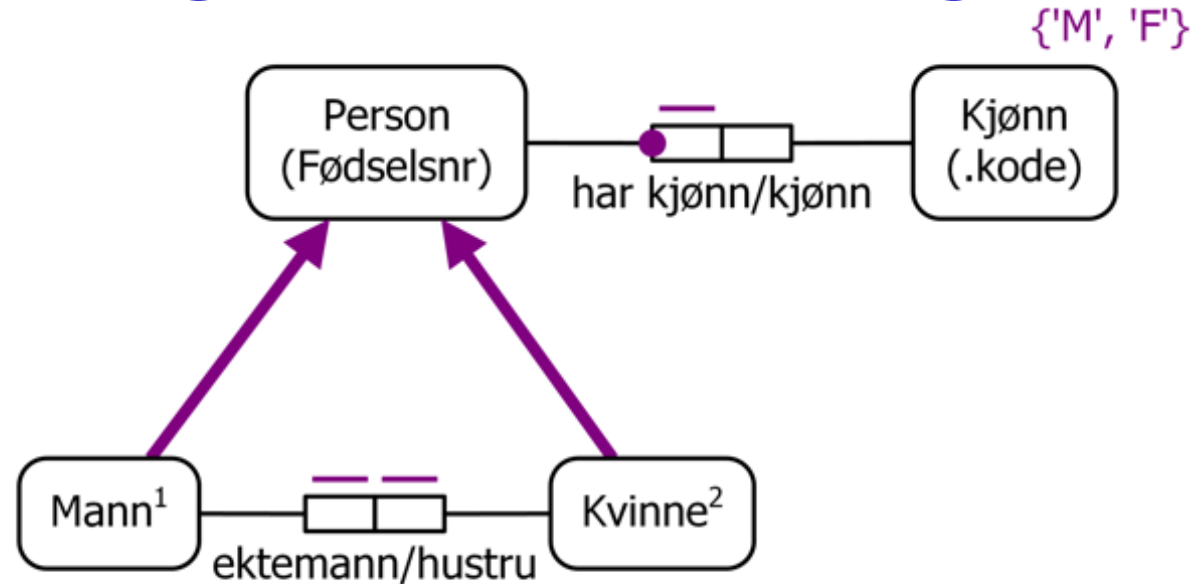 {'M', 'F'}
Person
(Fødselsnr)
Kjønn
(.kode)
har kjønn/kjønn
Mann¹
Kvinne²
ektemann/hustru